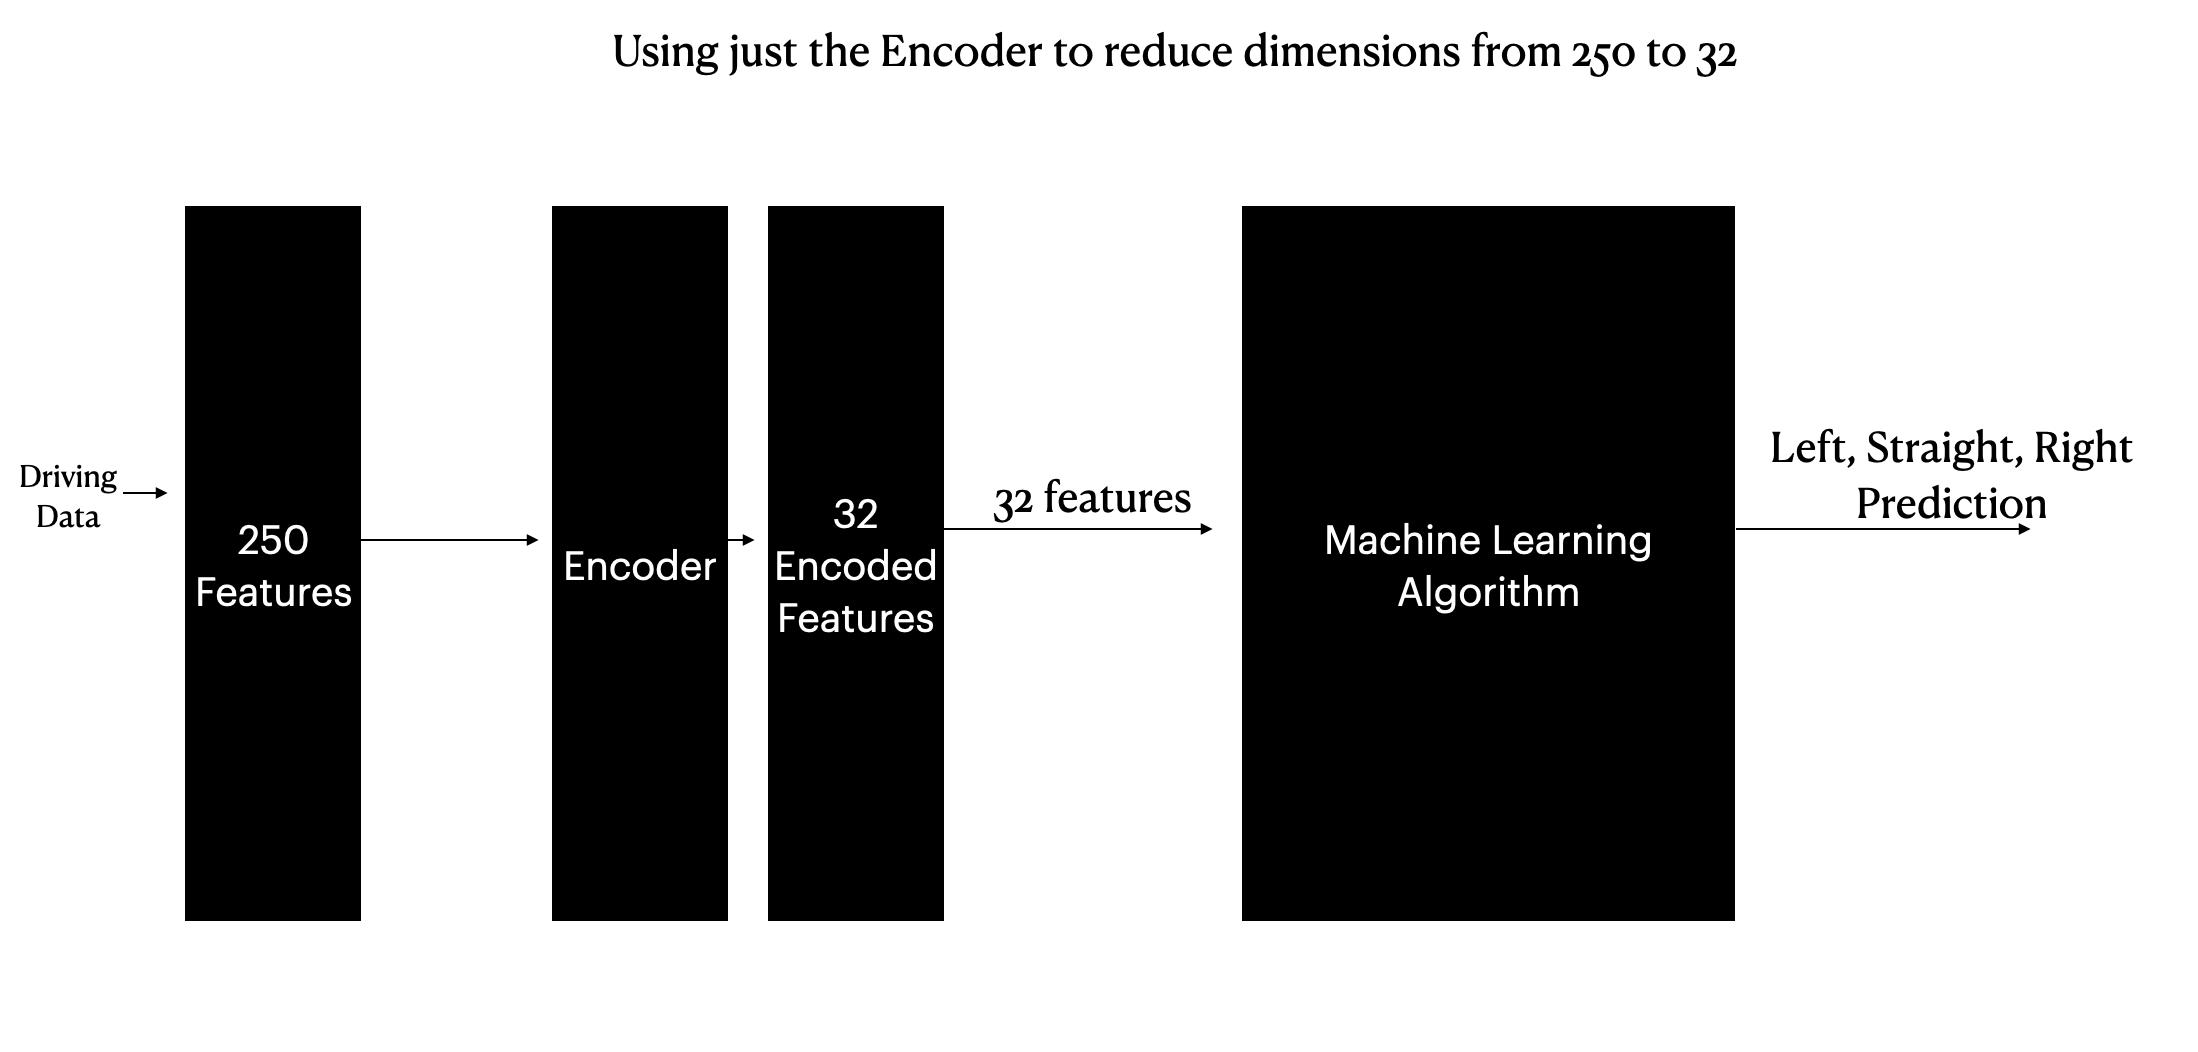 Using just the Encoder to reduce dimensions from 250 to 32
Driving
Data
250
Features
Encoder
32
Encoded
Features
32 features
Machine Learning
Algorithm
Left, Straight, Right
Prediction